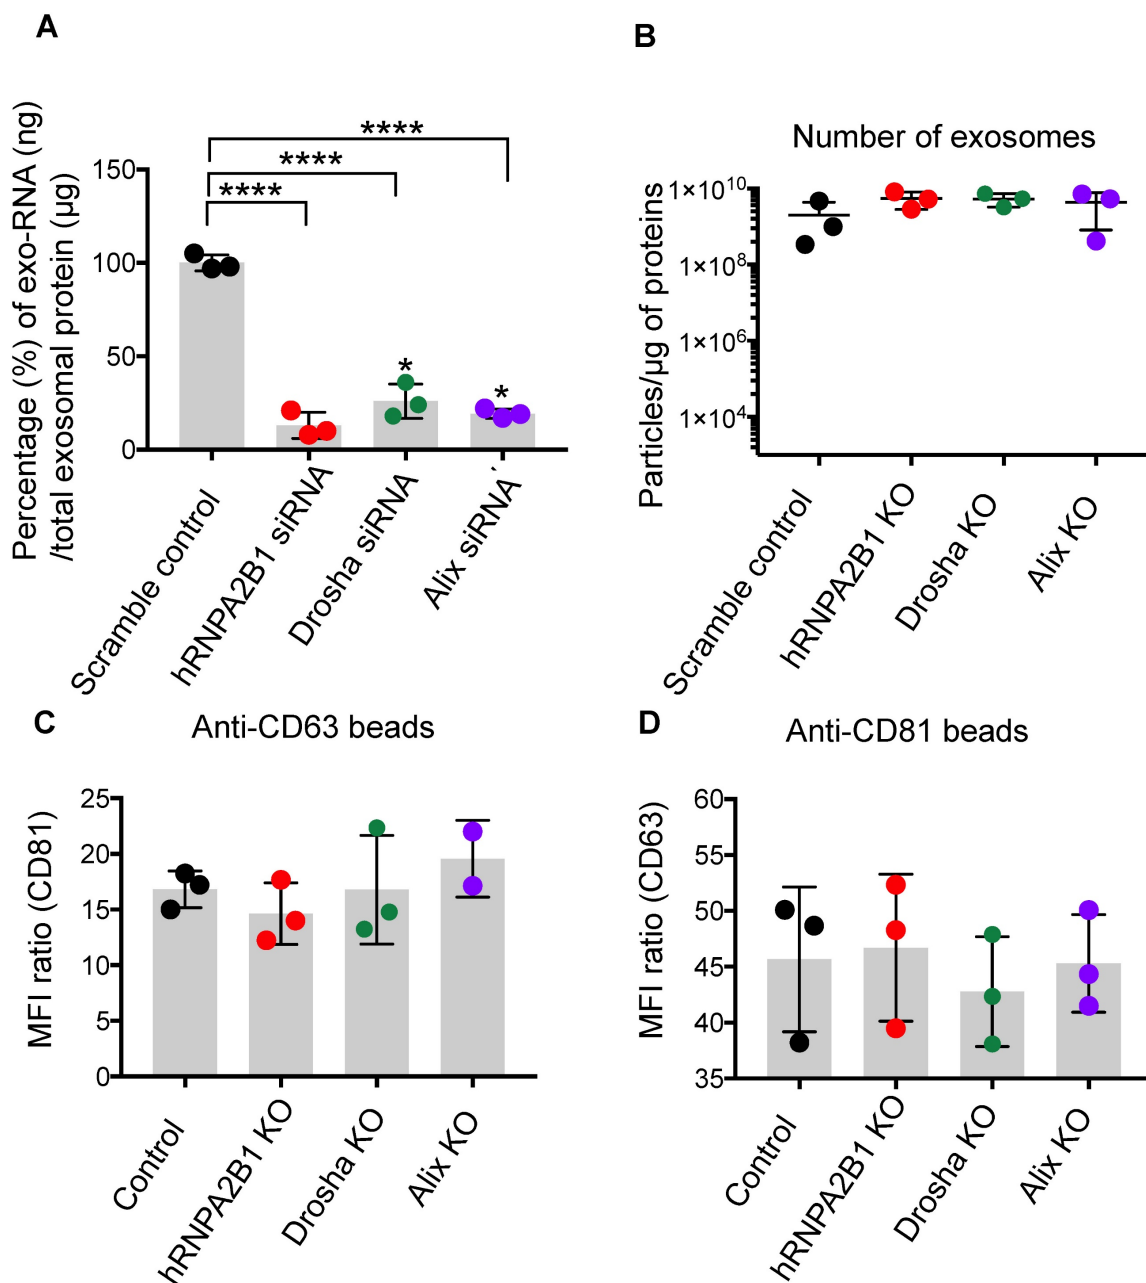 A
Percentage (%) of exo-RNA (ng)
/total exosomal protein (µg)
150
100
50
0
****
****
****
*
*
Scramble control
hRNPA2B1 siRNA
Drosha siRNA
Alix siRNA'
B
Number of exosomes
Particles/µg of proteins
1×10¹⁰
1×10⁸
1×10⁶
1×10⁴
Scramble control
hRNPA2B1 KO
Drosha KO
Alix KO
C
Anti-CD63 beads
MFI ratio (CD81)
25
20
15
10
5
0
Control
hRNPA2B1 KO
Drosha KO
Alix KO
D
Anti-CD81 beads
MFI ratio (CD63)
60
55
50
45
40
35
Control
hRNPA2B1 KO
Drosha KO
Alix KO